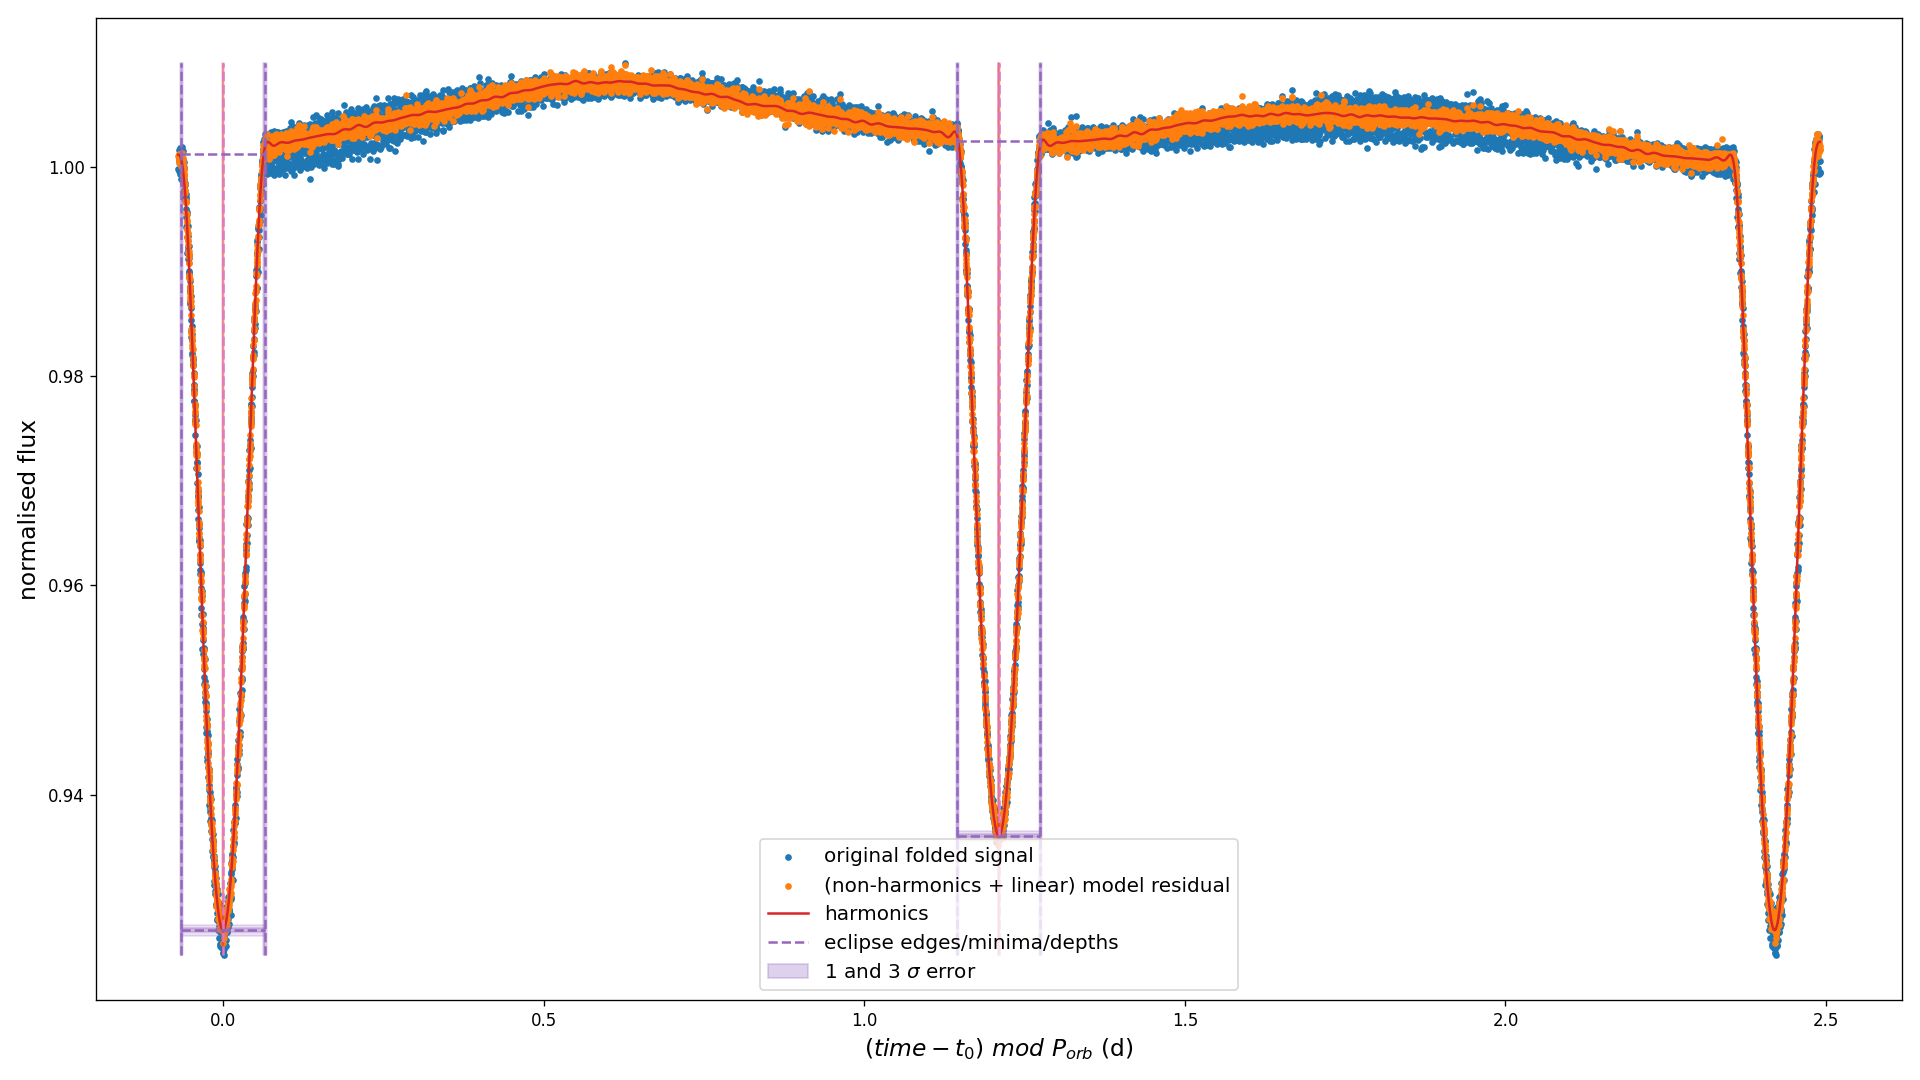 normalised flux
1.00
0.98
0.96
0.94
original folded signal
(non-harmonics + linear) model residual
harmonics
eclipse edges/minima/depths
1 and 3 σ error
0.0 0.5 1.0 1.5 2.0 2.5
(time − t₀) mod Pₒᵣb (d)